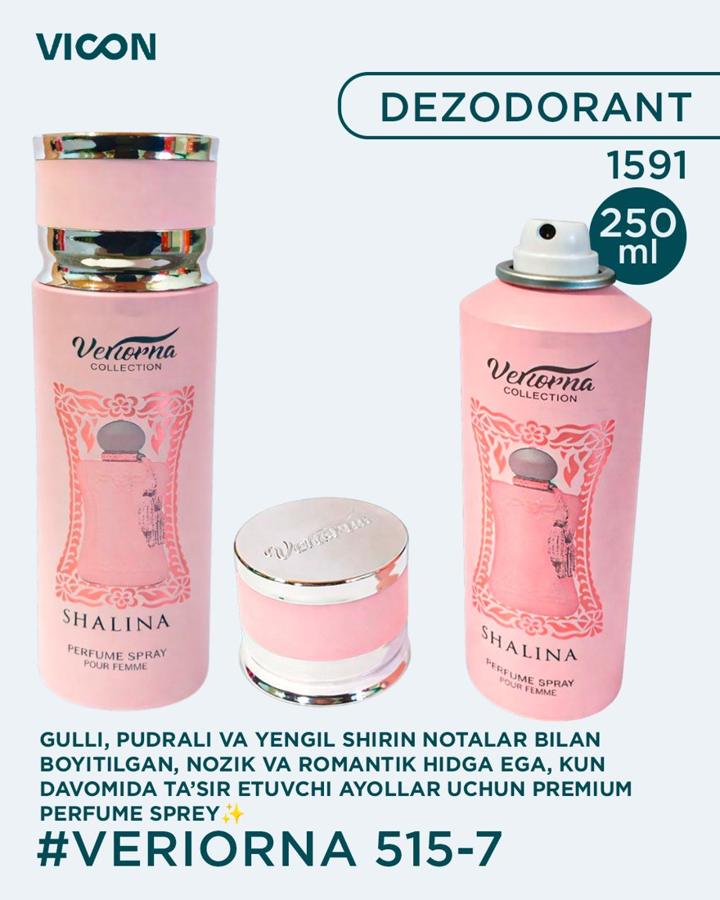 VICON
DEZODORANT
1591
250
ml
Veriorna
COLLECTION
SHALINA
PERFUME SPRAY
POUR FEMME
Veriorna
Veriorna
COLLECTION
SHALINA
PERFUME SPRAY
POUR FEMME
GULLI, PUDRALI VA YENGIL SHIRIN NOTALAR BILAN
BOYITILGAN, NOZIK VA ROMANTIK HIDGA EGA, KUN
DAVOMIDA TA’SIR ETUVCHI AYOLLAR UCHUN PREMIUM
PERFUME SPREY✨
#VERIORNA 515-7